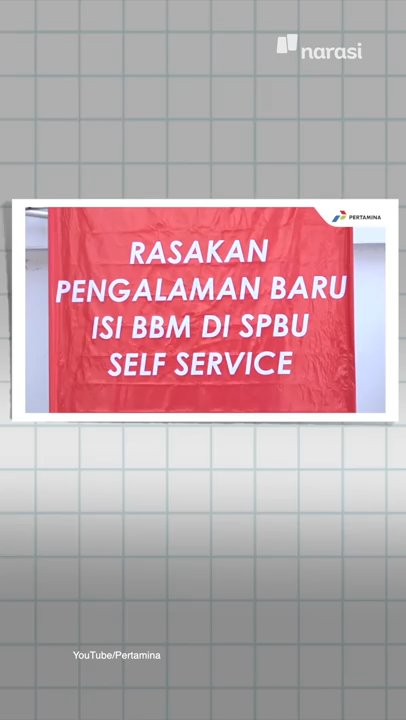 narasi
PERTAMINA
RASAKAN
PENGALAMAN BARU
ISI BBM DI SPBU
SELF SERVICE
YouTube/Pertamina